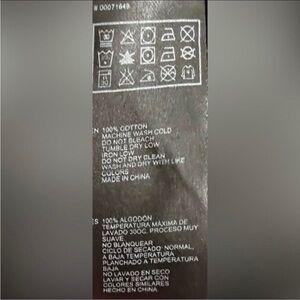 # 00071649
EN 100% COTTON
MACHINE WASH COLD
DO NOT BLEACH
TUMBLE DRY LOW
IRON LOW
DO NOT DRY CLEAN
WASH AND DRY WITH LIKE
COLORS
MADE IN CHINA
ES 100% ALGODÓN
TEMPERATURA MÁXIMA DE
LAVADO 30OC. PROCESO MUY
SUAVE.
NO BLANQUEAR
CICLO DE SECADO: NORMAL,
A BAJA TEMPERATURA
PLANCHADO A TEMPERATURA
BAJA
NO LAVADO EN SECO
LAVAR Y SECAR CON
COLORES SIMILARES
HECHO EN CHINA